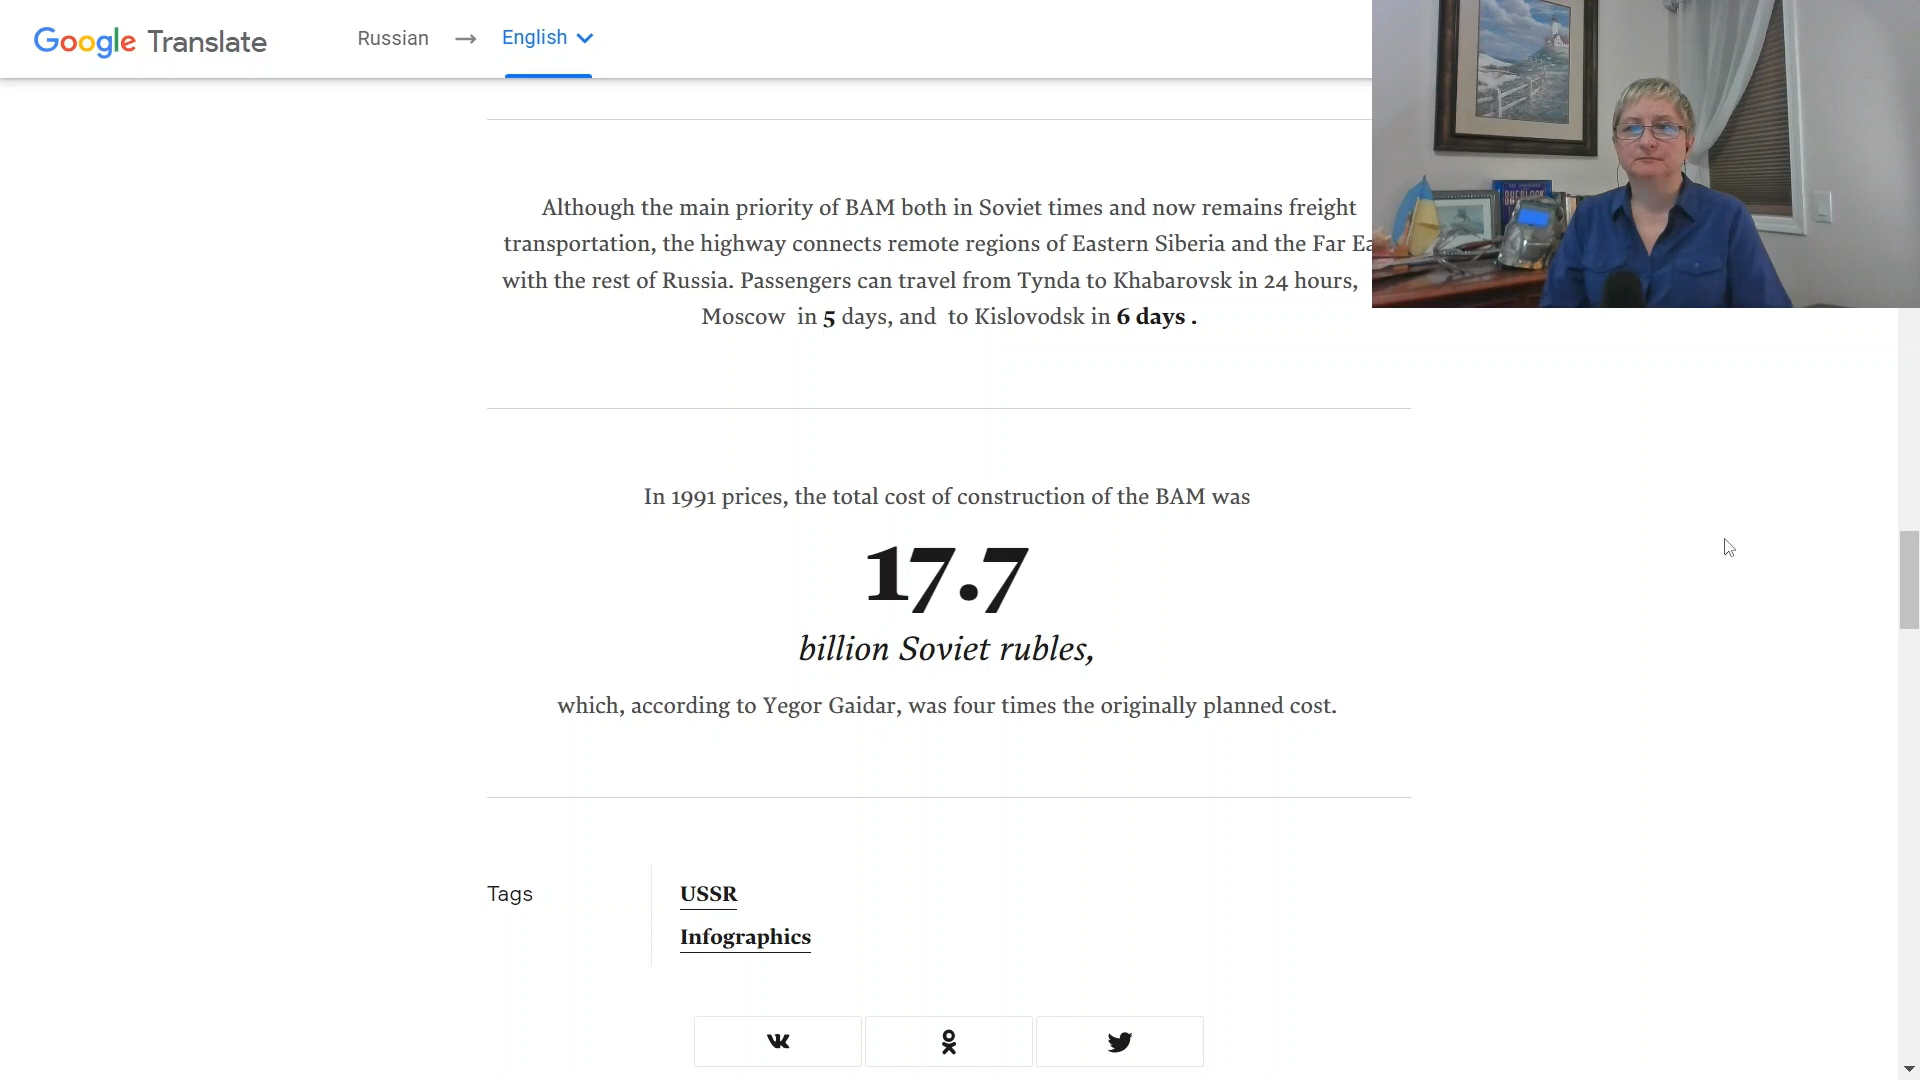 Google Translate
Russian → English
Although the main priority of BAM both in Soviet times and now remains freight
transportation, the highway connects remote regions of Eastern Siberia and the Far Ea
with the rest of Russia. Passengers can travel from Tynda to Khabarovsk in 24 hours,
Moscow in 5 days, and to Kislovodsk in 6 days .
In 1991 prices, the total cost of construction of the BAM was
17.7
billion Soviet rubles,
which, according to Yegor Gaidar, was four times the originally planned cost.
Tags
USSR
Infographics
SHERLOCK